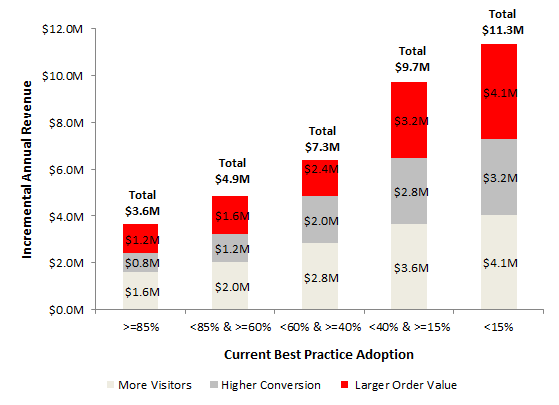 Incremental Annual Revenue
$12.0M
$10.0M
$8.0M
$6.0M
$4.0M
$2.0M
$0.0M
Total
$3.6M
$1.2M
$0.8M
$1.6M
Total
$4.9M
$1.6M
$1.2M
$2.0M
Total
$7.3M
$2.4M
$2.0M
$2.8M
Total
$9.7M
$3.2M
$2.8M
$3.6M
Total
$11.3M
$4.1M
$3.2M
$4.1M
>=85%
<85% & >=60%
<60% & >=40%
<40% & >=15%
<15%
Current Best Practice Adoption
More Visitors
Higher Conversion
Larger Order Value